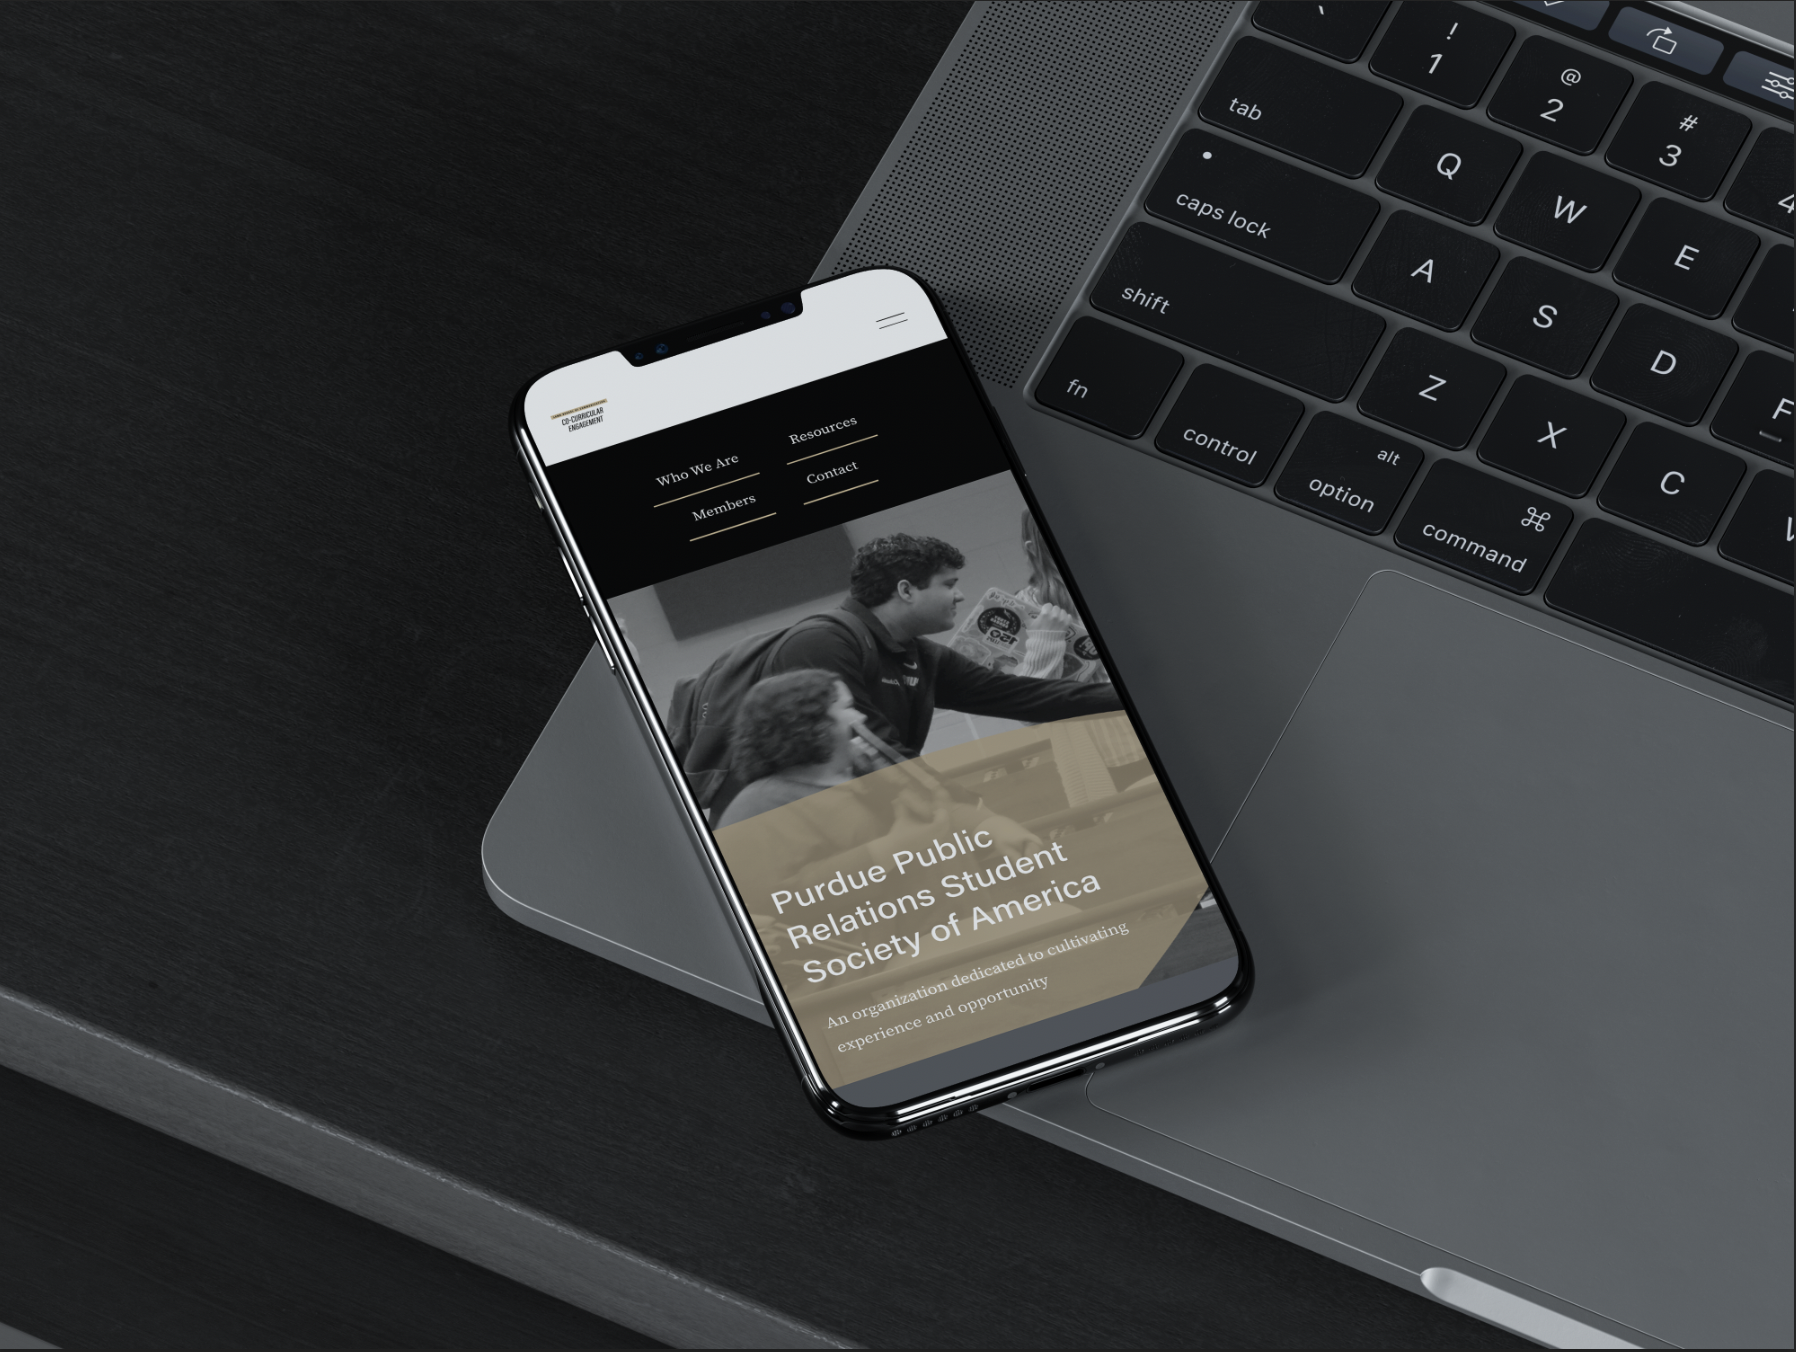 CO-CURRICULAR
ENGAGEMENT
Who We Are
Resources
Members
Contact
Purdue Public
Relations Student
Society of America
An organization dedicated to cultivating
experience and opportunity
!
1
@
2
#
3
4
tab
Q
W
E
caps lock
A
S
D
F
shift
Z
X
C
fn
control
alt
option
⌘
command